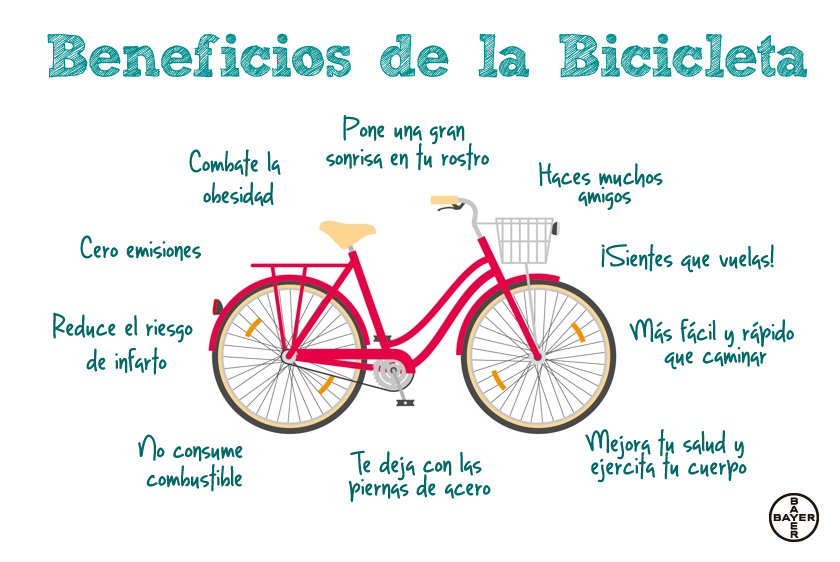 Beneficios de la Bicicleta
Pone una gran
sonrisa en tu rostro
Combate la
obesidad
Haces muchos
amigos
Cero emisiones
¡Sientes que vuelas!
Reduce el riesgo
de infarto
Más fácil y rápido
que caminar
No consume
combustible
Te deja con las
piernas de acero
Mejora tu salud y
ejercita tu cuerpo
BAYER
BAYER